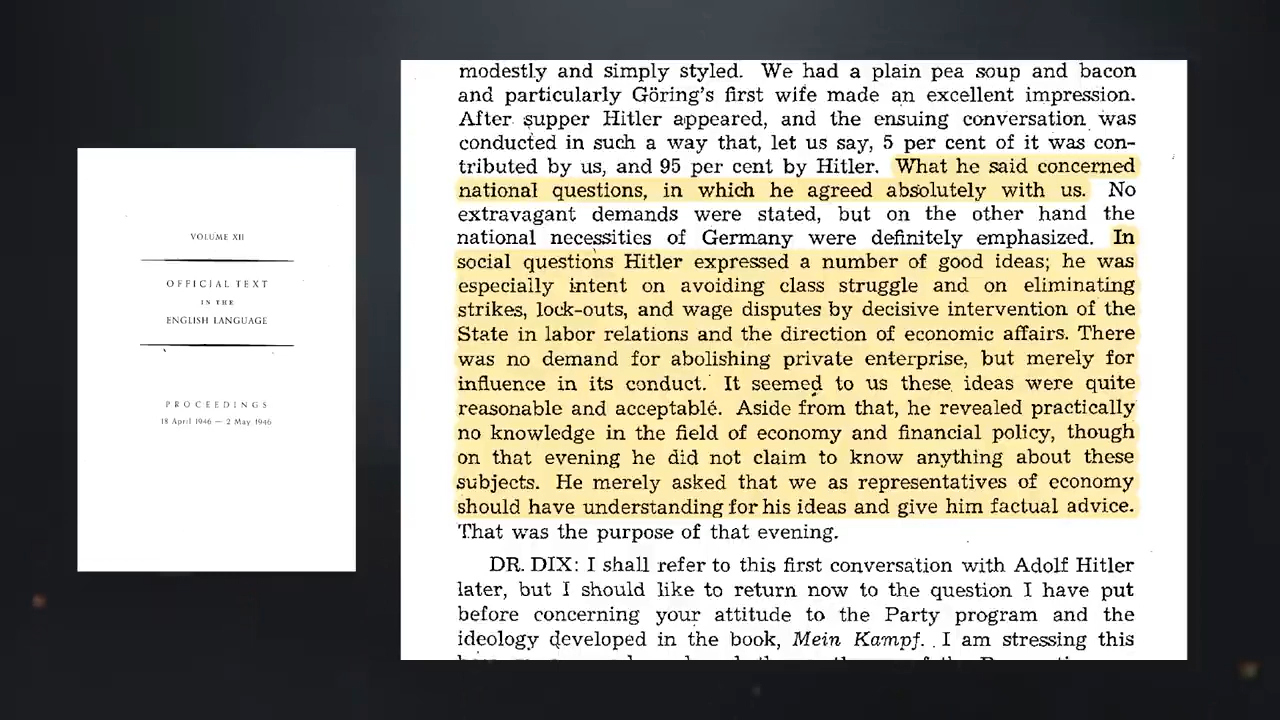 VOLUME XII
OFFICIAL TEXT
IN THE
ENGLISH LANGUAGE
PROCEEDINGS
18 April 1946 — 2 May 1946
modestly and simply styled. We had a plain pea soup and bacon
and particularly Göring's first wife made an excellent impression.
After supper Hitler appeared, and the ensuing conversation was
conducted in such a way that, let us say, 5 per cent of it was con-
tributed by us, and 95 per cent by Hitler. What he said concerned
national questions, in which he agreed absolutely with us. No
extravagant demands were stated, but on the other hand the
national necessities of Germany were definitely emphasized. In
social questions Hitler expressed a number of good ideas; he was
especially intent on avoiding class struggle and on eliminating
strikes, lock-outs, and wage disputes by decisive intervention of the
State in labor relations and the direction of economic affairs. There
was no demand for abolishing private enterprise, but merely for
influence in its conduct. It seemed to us these ideas were quite
reasonable and acceptable. Aside from that, he revealed practically
no knowledge in the field of economy and financial policy, though
on that evening he did not claim to know anything about these
subjects. He merely asked that we as representatives of economy
should have understanding for his ideas and give him factual advice.
That was the purpose of that evening.
DR. DIX: I shall refer to this first conversation with Adolf Hitler
later, but I should like to return now to the question I have put
before concerning your attitude to the Party program and the
ideology developed in the book, Mein Kampf. I am stressing this